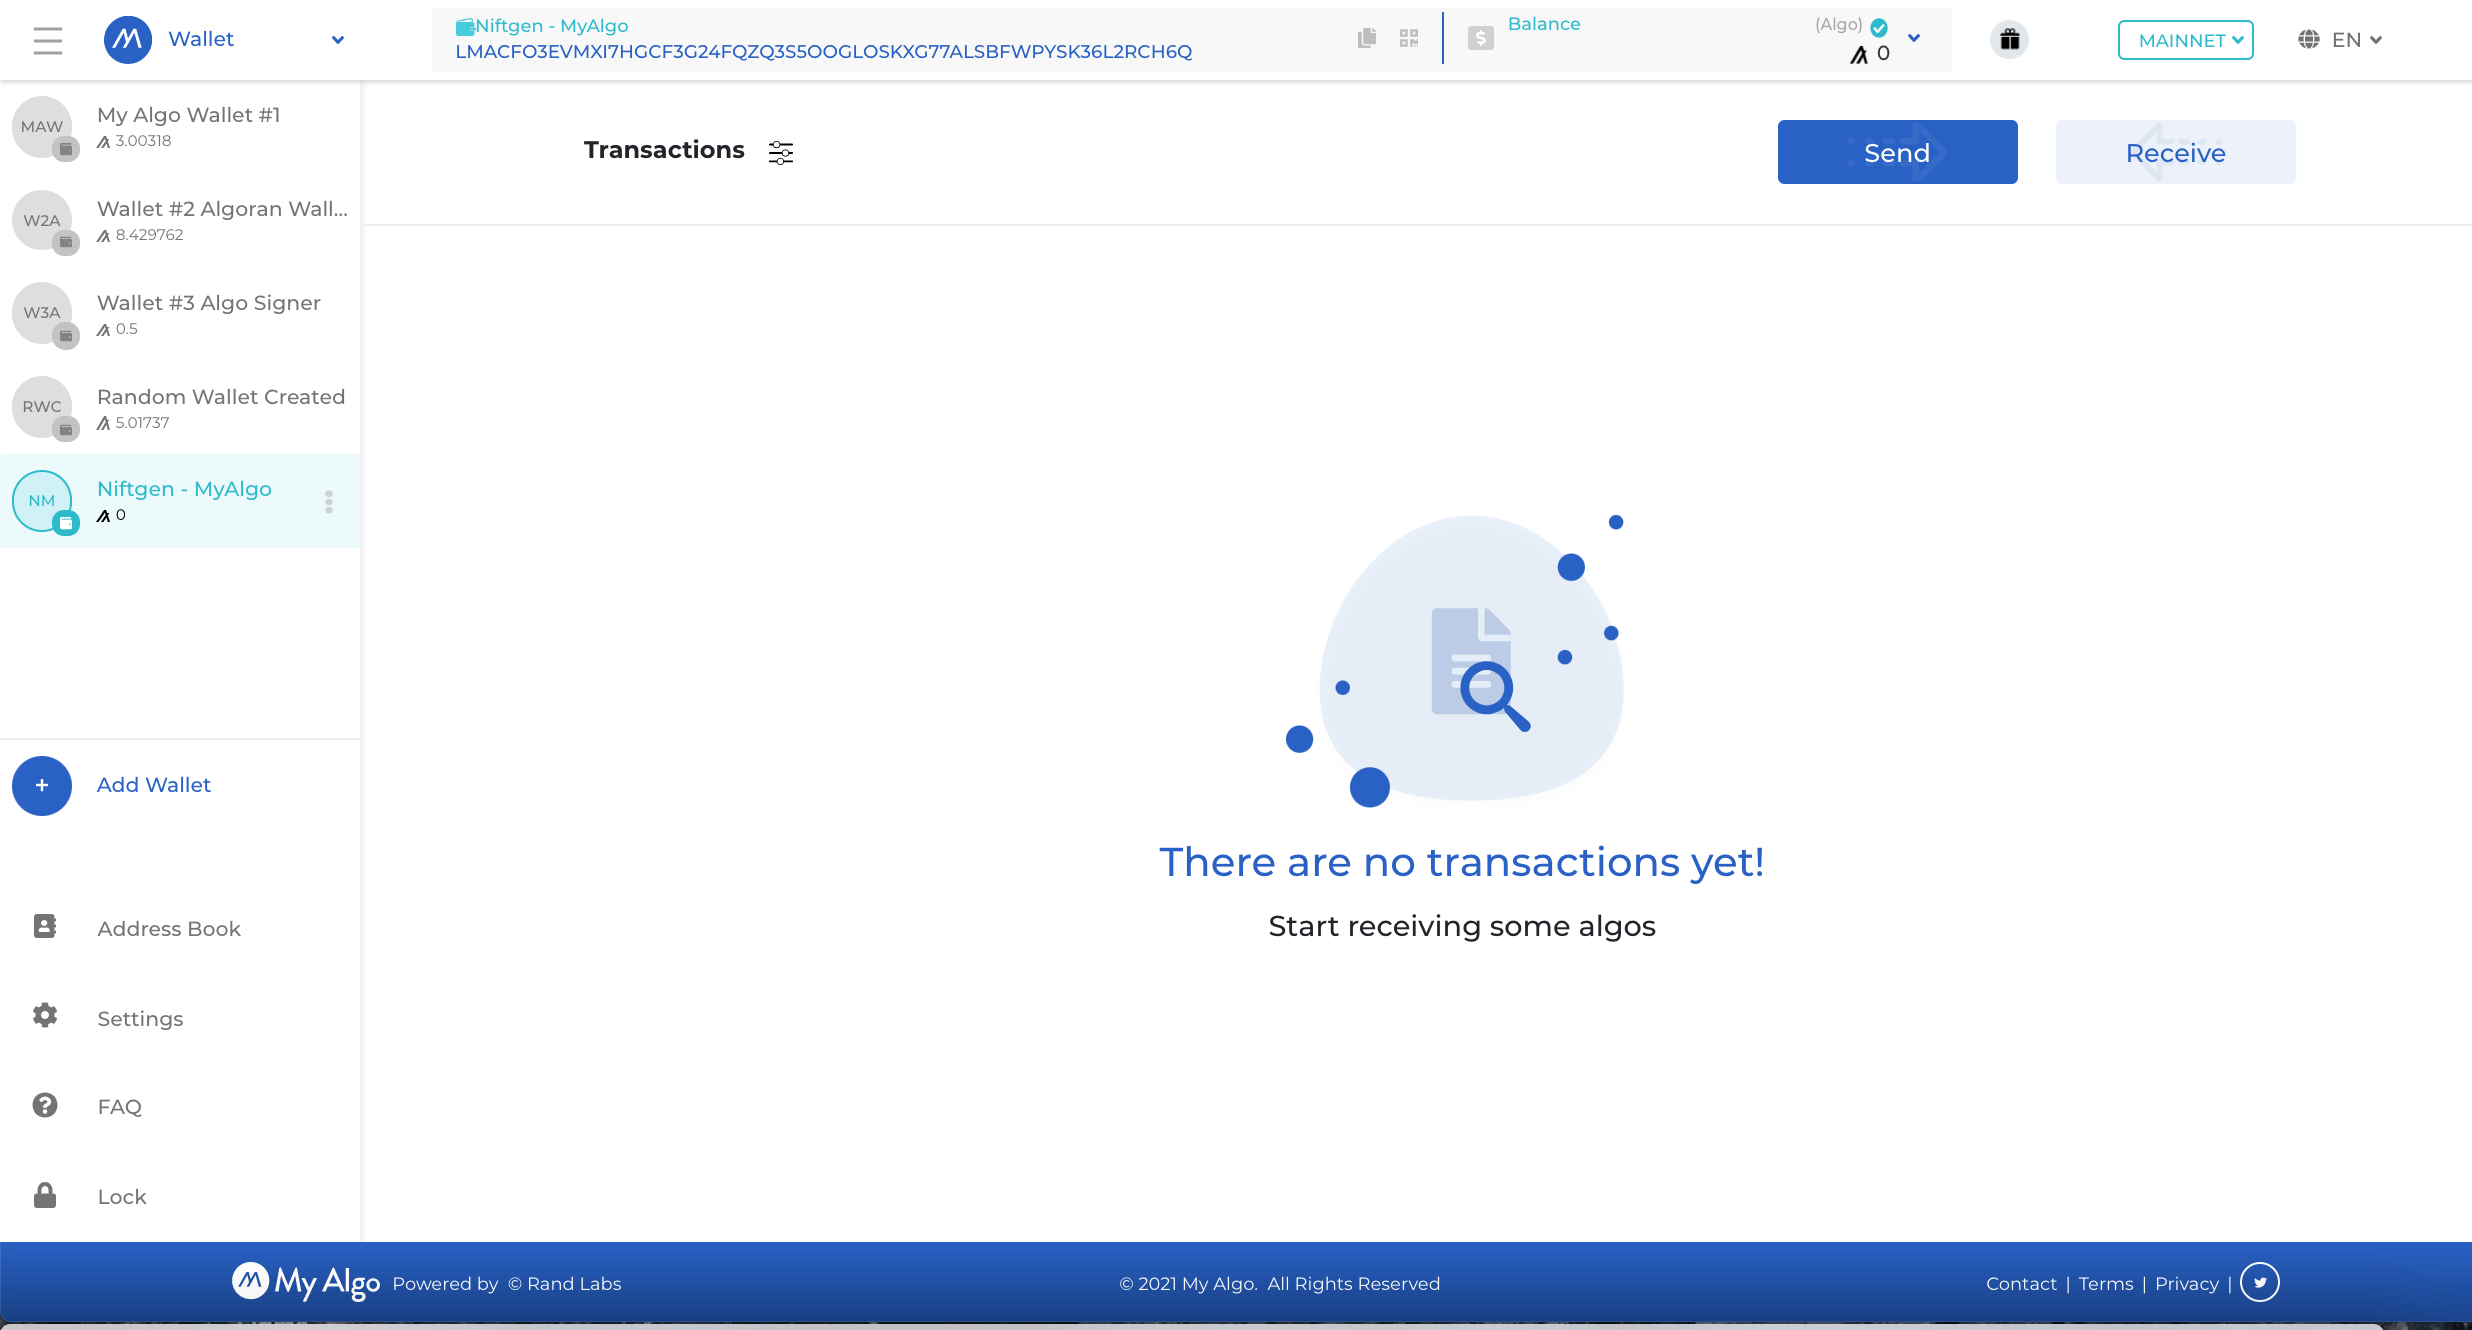 Wallet
Niftgen - MyAlgo
LMACFO3EVMXI7HGCF3G24FQZQ3S5OOGLOSKXG77ALSBFWPYSK36L2RCH6Q
Balance
(Algo)
0
MAINNET
EN
MAW
My Algo Wallet #1
3.00318
W2A
Wallet #2 Algoran Wall...
8.429762
W3A
Wallet #3 Algo Signer
0.5
RWC
Random Wallet Created
5.01737
NM
Niftgen - MyAlgo
0
Transactions
Send
Receive
There are no transactions yet!
Start receiving some algos
Add Wallet
Address Book
Settings
FAQ
Lock
My Algo Powered by © Rand Labs
© 2021 My Algo. All Rights Reserved
Contact | Terms | Privacy |